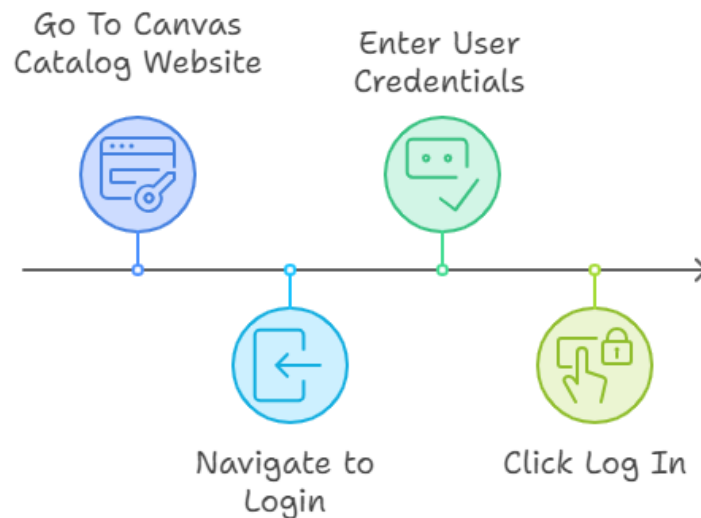 Go To Canvas
Catalog Website
Enter User
Credentials
Navigate to
Login
Click Log In